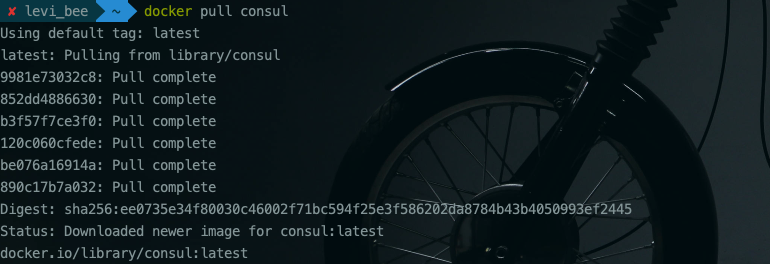 ✘ levi_bee ~ docker pull consul
Using default tag: latest
latest: Pulling from library/consul
9981e73032c8: Pull complete
852dd4886630: Pull complete
b3f57f7ce3f0: Pull complete
120c060cfede: Pull complete
be076a16914a: Pull complete
890c17b7a032: Pull complete
Digest: sha256:ee0735e34f80030c46002f71bc594f25e3f586202da8784b43b4050993ef2445
Status: Downloaded newer image for consul:latest
docker.io/library/consul:latest